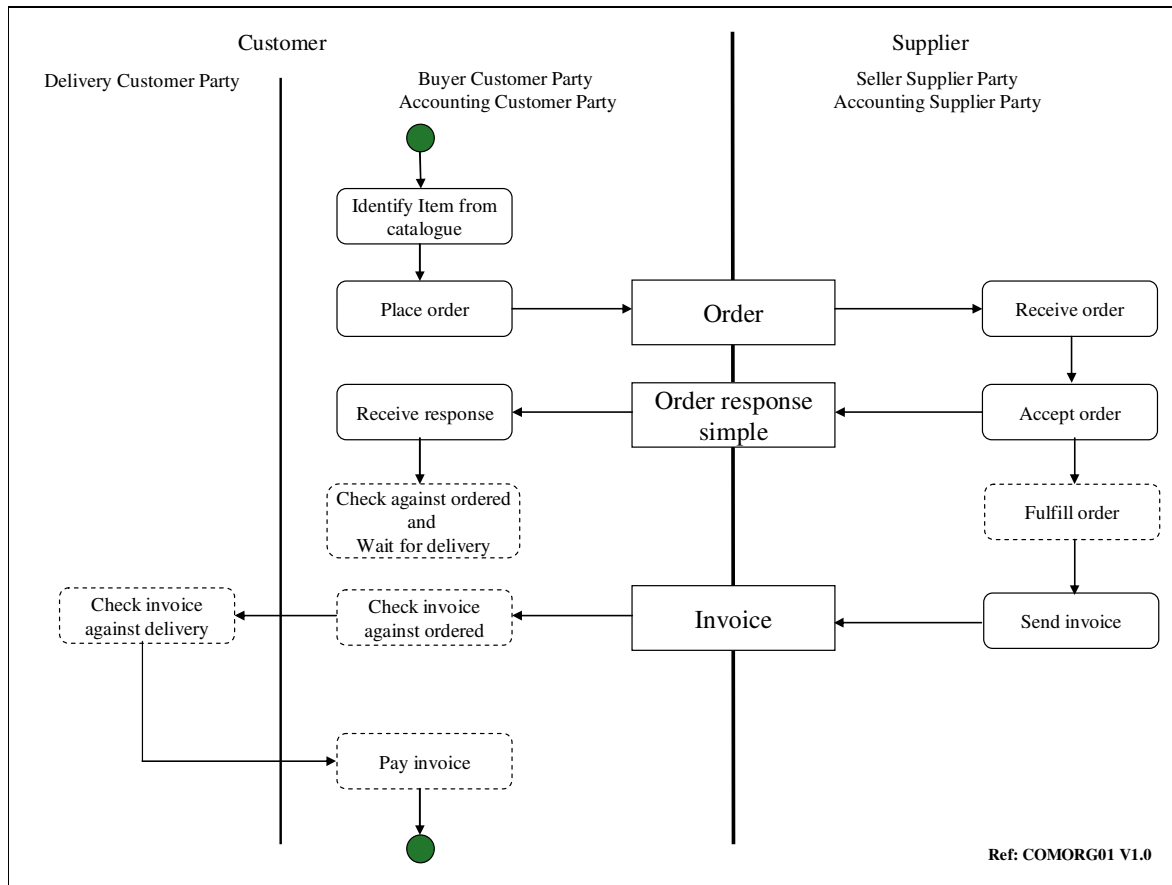 Customer
Supplier
Delivery Customer Party
Buyer Customer Party
Accounting Customer Party
Seller Supplier Party
Accounting Supplier Party
Identify Item from
catalogue
Place order
Order
Receive order
Receive response
Order response
simple
Accept order
Check against ordered
and
Wait for delivery
Fulfill order
Check invoice
against delivery
Check invoice
against ordered
Invoice
Send invoice
Pay invoice
Ref: COMORG01 V1.0